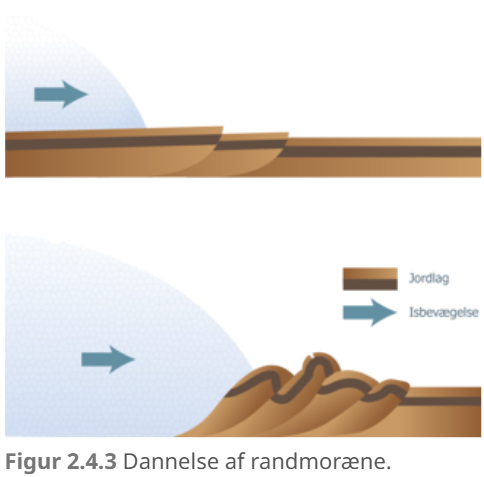 Jordlag
Isbevægelse
Figur 2.4.3 Dannelse af randmoræne.